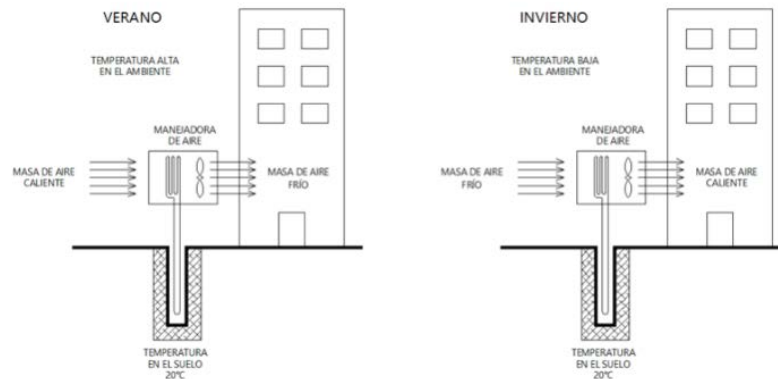 VERANO
TEMPERATURA ALTA
EN EL AMBIENTE
MANEJADORA
DE AIRE
MASA DE AIRE
CALIENTE
MASA DE AIRE
FRÍO
TEMPERATURA
EN EL SUELO
20°C
INVIERNO
TEMPERATURA BAJA
EN EL AMBIENTE
MANEJADORA
DE AIRE
MASA DE AIRE
FRÍO
MASA DE AIRE
CALIENTE
TEMPERATURA
EN EL SUELO
20°C